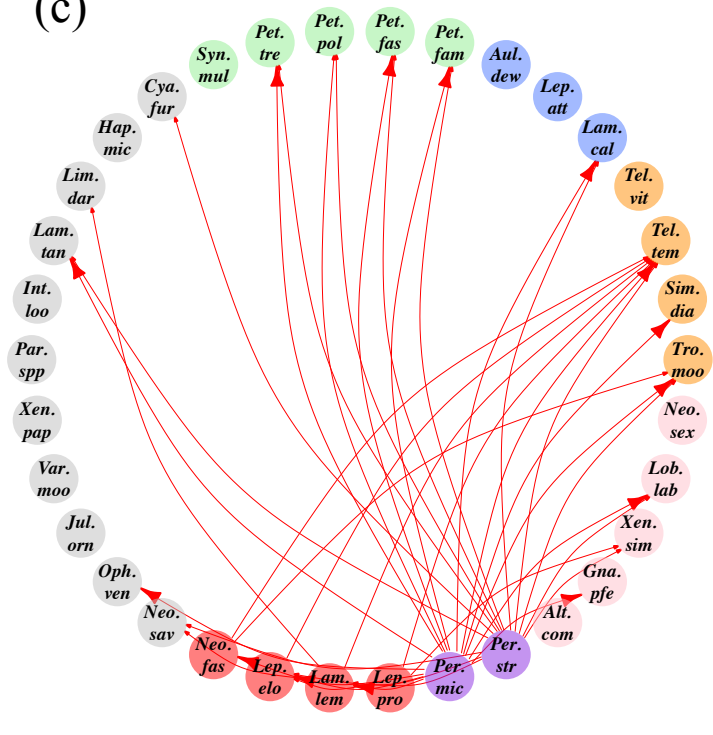 (c)
Pet.
pol
Pet.
fas
Pet.
fam
Aul.
dew
Lep.
att
Lam.
cal
Tel.
vit
Tel.
tem
Sim.
dia
Tro.
moo
Neo.
sex
Lob.
lab
Xen.
sim
Gna.
pfe
Alt.
com
Per.
str
Per.
mic
Lep.
pro
Lam.
lem
Lep.
elo
Neo.
fas
Neo.
sav
Oph.
ven
Jul.
orn
Var.
moo
Xen.
pap
Par.
spp
Int.
loo
Lam.
tan
Lim.
dar
Hap.
mic
Cya.
fur
Syn.
mul
Pet.
tre